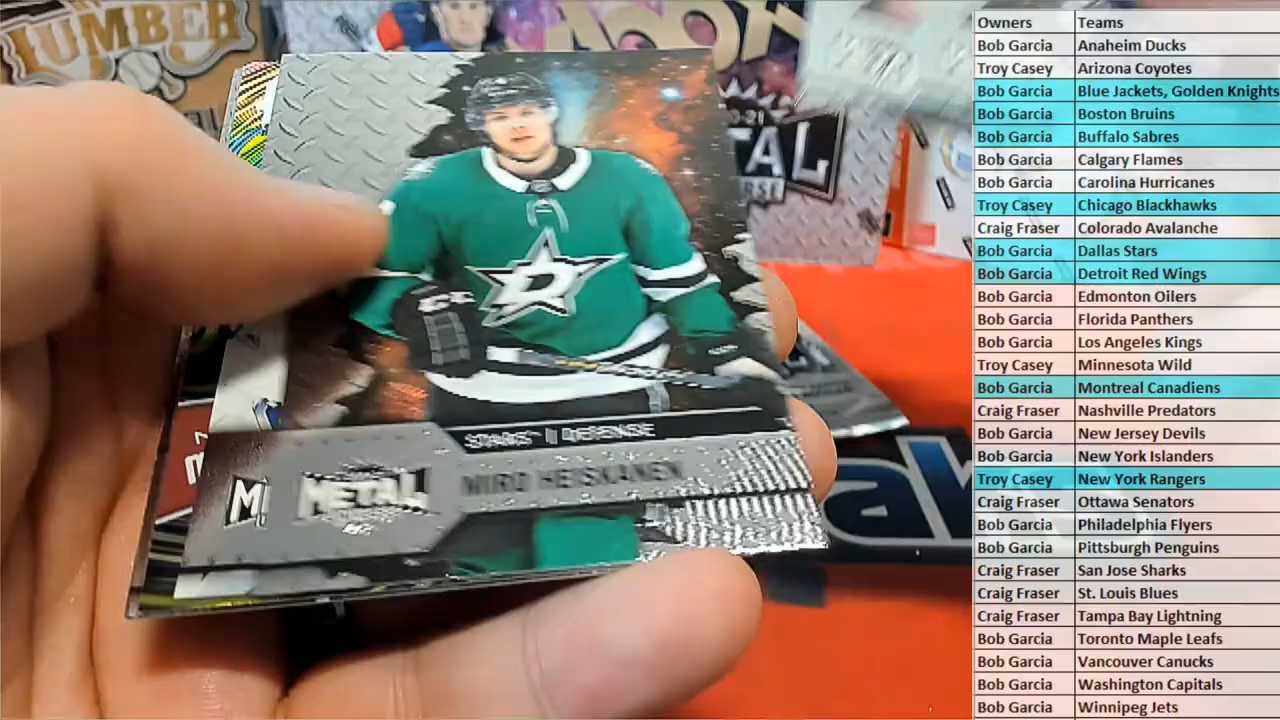 LUMBER
20-21
TAL
RSE
CCM
D
STARS | DEFENSE
MIRO HEISKANEN
METAL
M
Owners Teams
Bob Garcia Anaheim Ducks
Troy Casey Arizona Coyotes
Bob Garcia Blue Jackets, Golden Knights
Bob Garcia Boston Bruins
Bob Garcia Buffalo Sabres
Bob Garcia Calgary Flames
Bob Garcia Carolina Hurricanes
Troy Casey Chicago Blackhawks
Craig Fraser Colorado Avalanche
Bob Garcia Dallas Stars
Bob Garcia Detroit Red Wings
Bob Garcia Edmonton Oilers
Bob Garcia Florida Panthers
Bob Garcia Los Angeles Kings
Troy Casey Minnesota Wild
Bob Garcia Montreal Canadiens
Craig Fraser Nashville Predators
Bob Garcia New Jersey Devils
Bob Garcia New York Islanders
Troy Casey New York Rangers
Craig Fraser Ottawa Senators
Bob Garcia Philadelphia Flyers
Bob Garcia Pittsburgh Penguins
Craig Fraser San Jose Sharks
Craig Fraser St. Louis Blues
Craig Fraser Tampa Bay Lightning
Bob Garcia Toronto Maple Leafs
Bob Garcia Vancouver Canucks
Bob Garcia Washington Capitals
Bob Garcia Winnipeg Jets